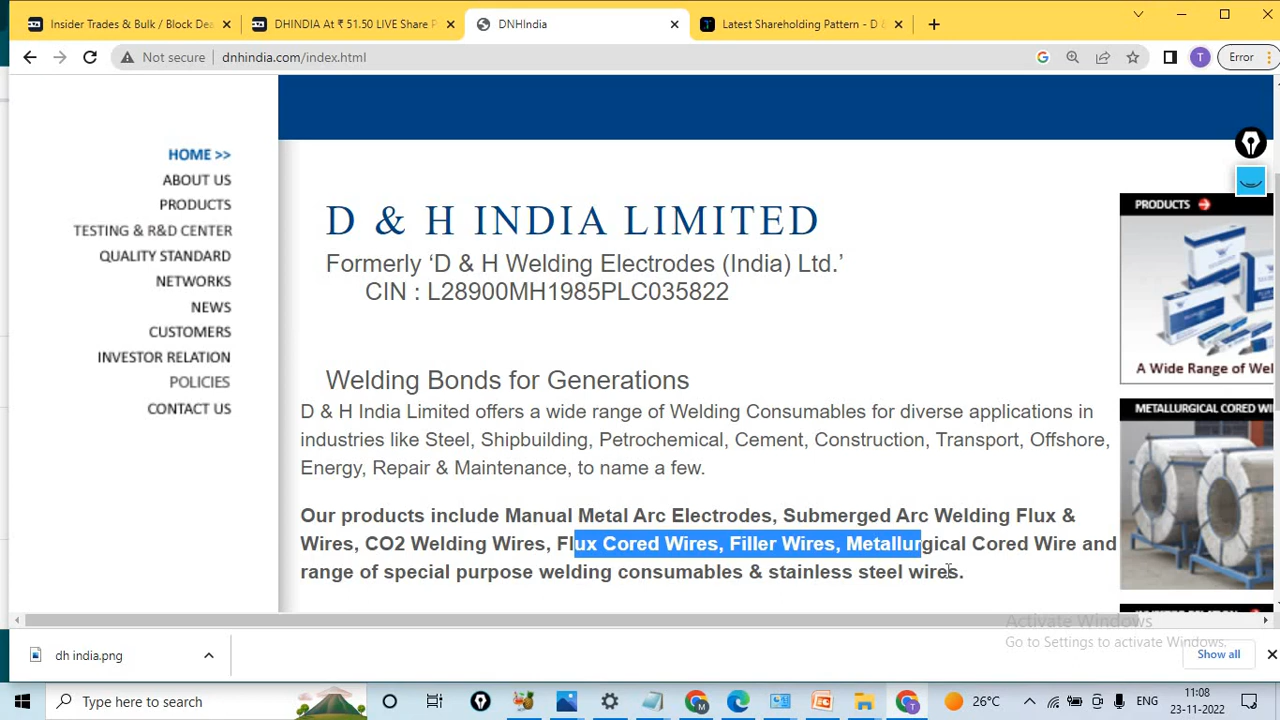 Insider Trades & Bulk / Block Dea
DHINDIA At ₹ 51.50 LIVE Share P
DNHIndia
Latest Shareholding Pattern - D &
Not secure
dnhindia.com/index.html
T
Error
HOME >>
ABOUT US
PRODUCTS
TESTING & R&D CENTER
QUALITY STANDARD
NETWORKS
NEWS
CUSTOMERS
INVESTOR RELATION
POLICIES
CONTACT US
D & H INDIA LIMITED
Formerly ‘D & H Welding Electrodes (India) Ltd.’
CIN : L28900MH1985PLC035822
Welding Bonds for Generations
D & H India Limited offers a wide range of Welding Consumables for diverse applications in
industries like Steel, Shipbuilding, Petrochemical, Cement, Construction, Transport, Offshore,
Energy, Repair & Maintenance, to name a few.
Our products include Manual Metal Arc Electrodes, Submerged Arc Welding Flux &
Wires, CO2 Welding Wires, Flux Cored Wires, Filler Wires, Metallurgical Cored Wire and
range of special purpose welding consumables & stainless steel wires.
PRODUCTS
A Wide Range of Wel
METALLURGICAL CORED WI
Activate Windows
Go to Settings to activate Windows.
dh india.png
Show all
Type here to search
26°C
ENG
11:08
23-11-2022